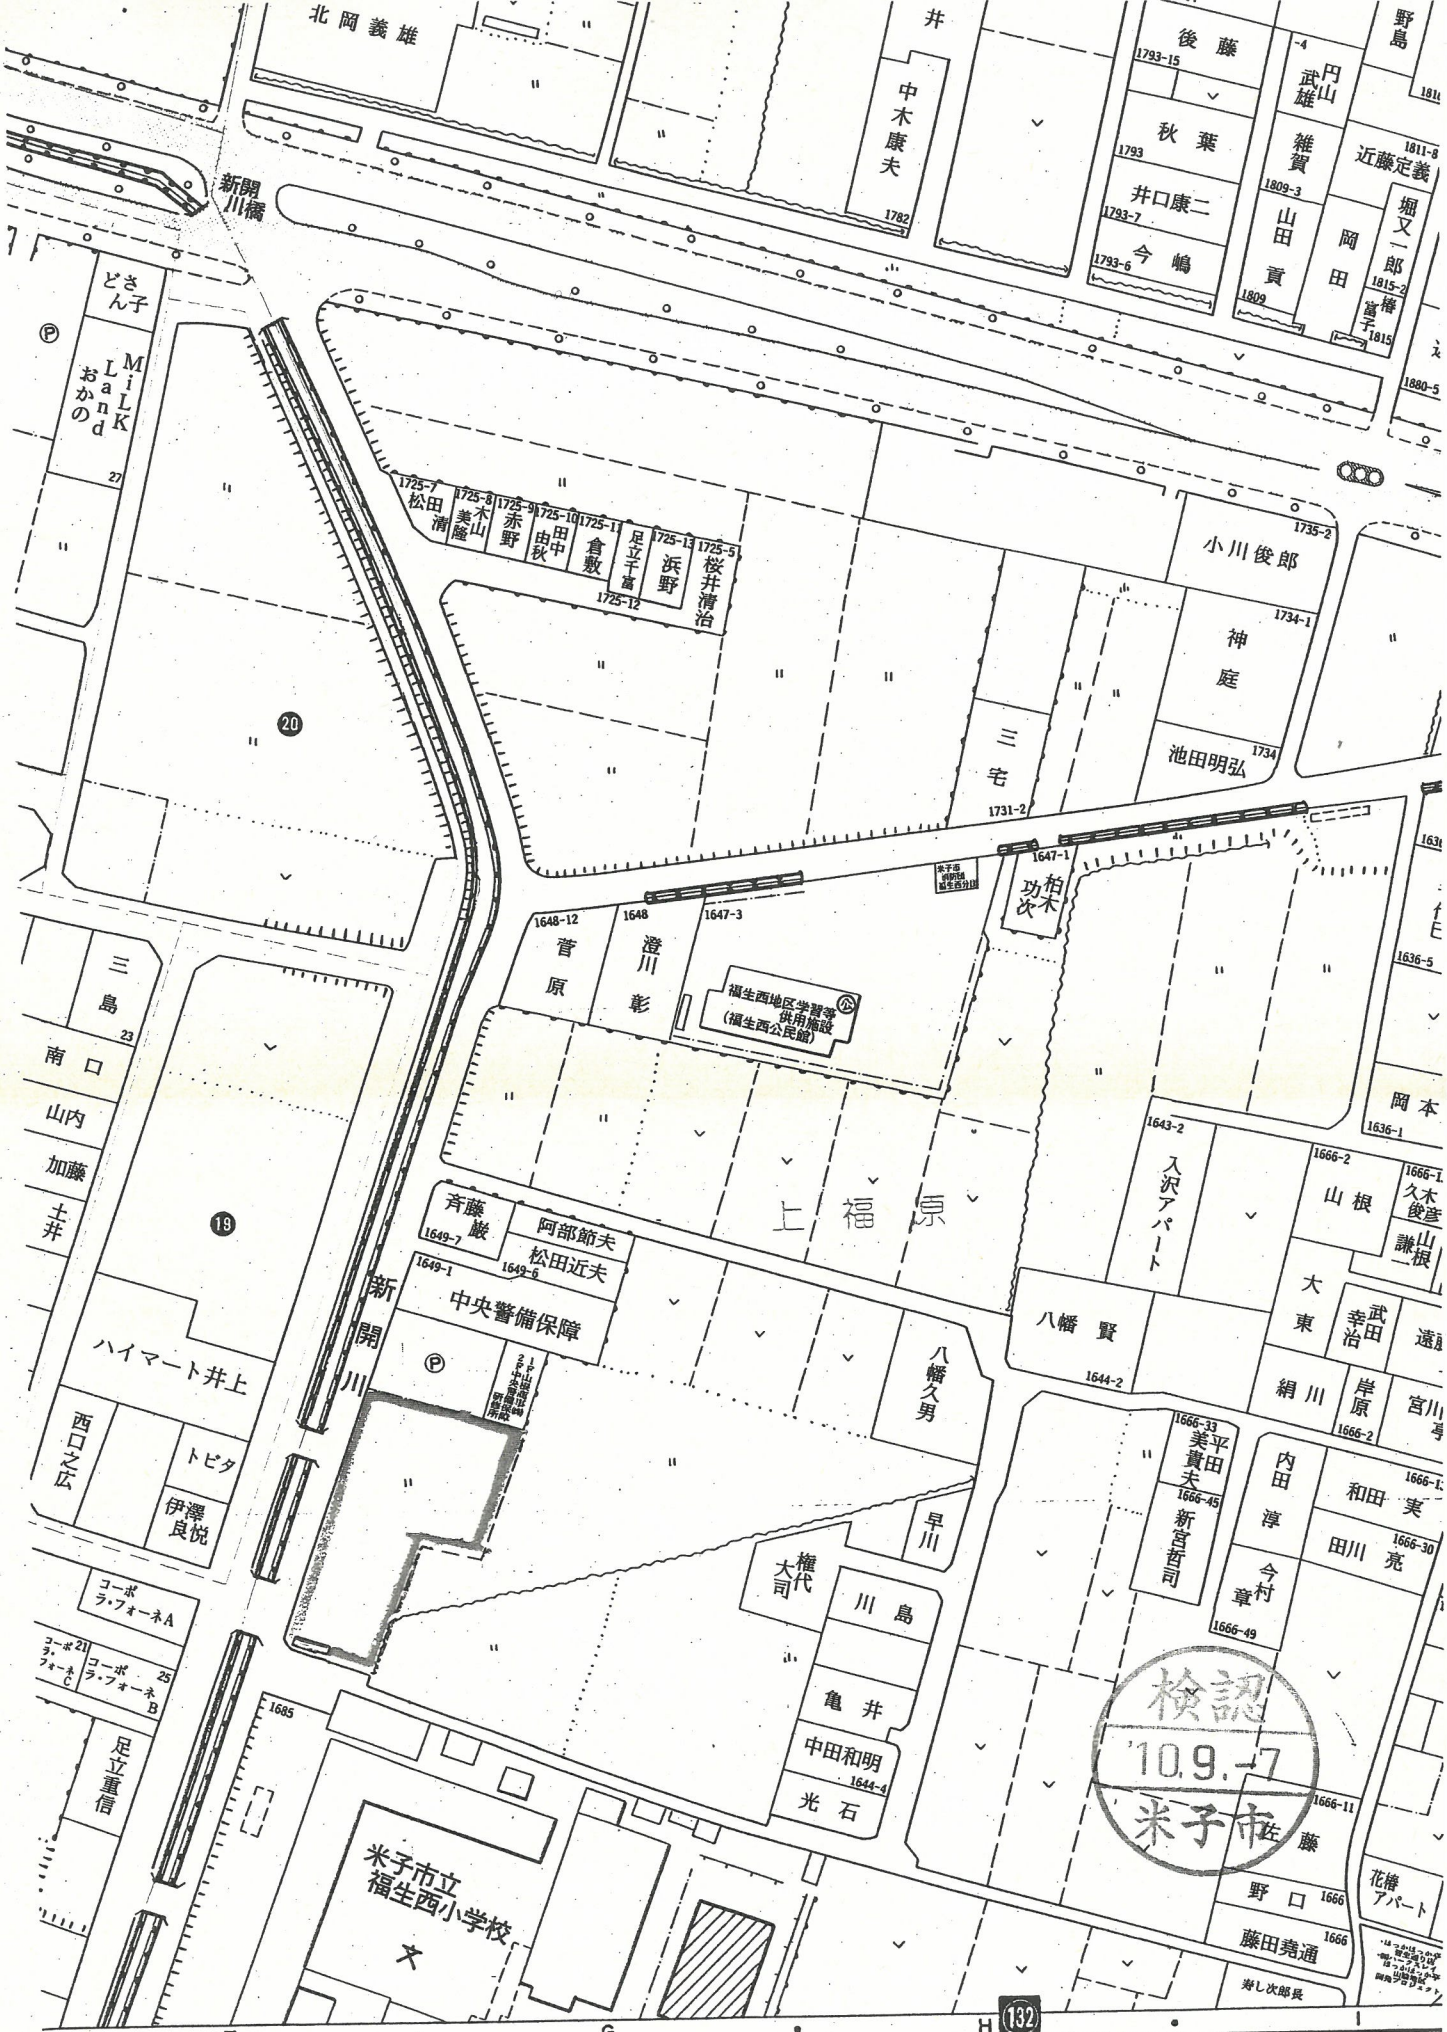 北岡義雄
井
中木康夫
1782
後藤
1793-15
秋葉
1793
井口康二
1793-7
今嶋
1793-6
-4
円山
武雄
雑賀
1809-3
山田貢
1809
野島
1811-8
近藤定義
岡田
堀又一郎
1815-2
椿
富子
1815
1880-5
新開
川橋
どさ
ん子
Ⓟ
MiLK
Land
おかの
27
〃
1725-7
松田
清
1725-8
木山
美隆
1725-9
赤野
1725-10
田中
由秋
1725-11
倉敷
足立千富
1725-12
1725-13
浜野
1725-5
桜井清治
1735-2
小川俊郎
1734-1
神庭
1734
池田明弘
三宅
1731-2
20
米子市
消防団
福生西分団
1647-1
柏木
功次
1636-5
1648-12
菅原
1648
澄川
1647-3
福生西地区学習等
供用施設
(福生西公民館)
公
三島
23
南口
山内
加藤
土井
19
岡本
1636-1
1643-2
入沢アパート
1666-2
山根
久木
俊彦
山根
謙一
上福原
斉藤
巌
1649-7
阿部節夫
松田近夫
1649-6
1649-1
中央警備保障
Ⓟ
新開川
八幡久男
八幡 賢
1644-2
大東
武田
幸治
絹川
岸原
1666-2
ハイマート井上
西口之広
トビタ
伊澤
良悦
1666-33
平田
美貴夫
1666-45
新宮哲司
内田淳
和田 実
1666-30
田川 亮
今村
章
1666-49
早川
権代
大司
川島
亀井
中田和明
1644-4
光石
コーポ
ラ・フォーネA
コーポ
ラ・フォーネ
C
21
コーポ
ラ・フォーネ
B
25
足立重信
1685
米子市立
福生西小学校
文
検認
'10.9.-7
米子市
1666-11
佐藤
野口
1666
藤田堯通
1666
花椿
アパート
寿し次郎長
G
H
132
I